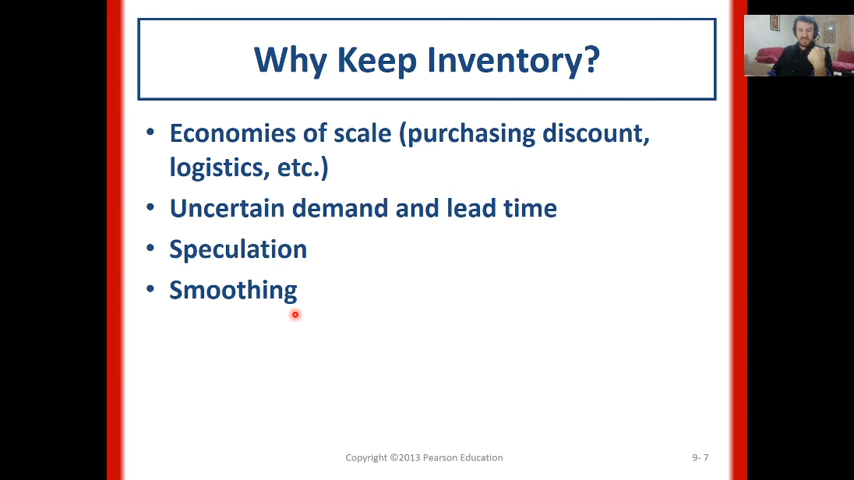 Why Keep Inventory?
• Economies of scale (purchasing discount,
logistics, etc.)
• Uncertain demand and lead time
• Speculation
• Smoothing
Copyright ©2013 Pearson Education
9- 7